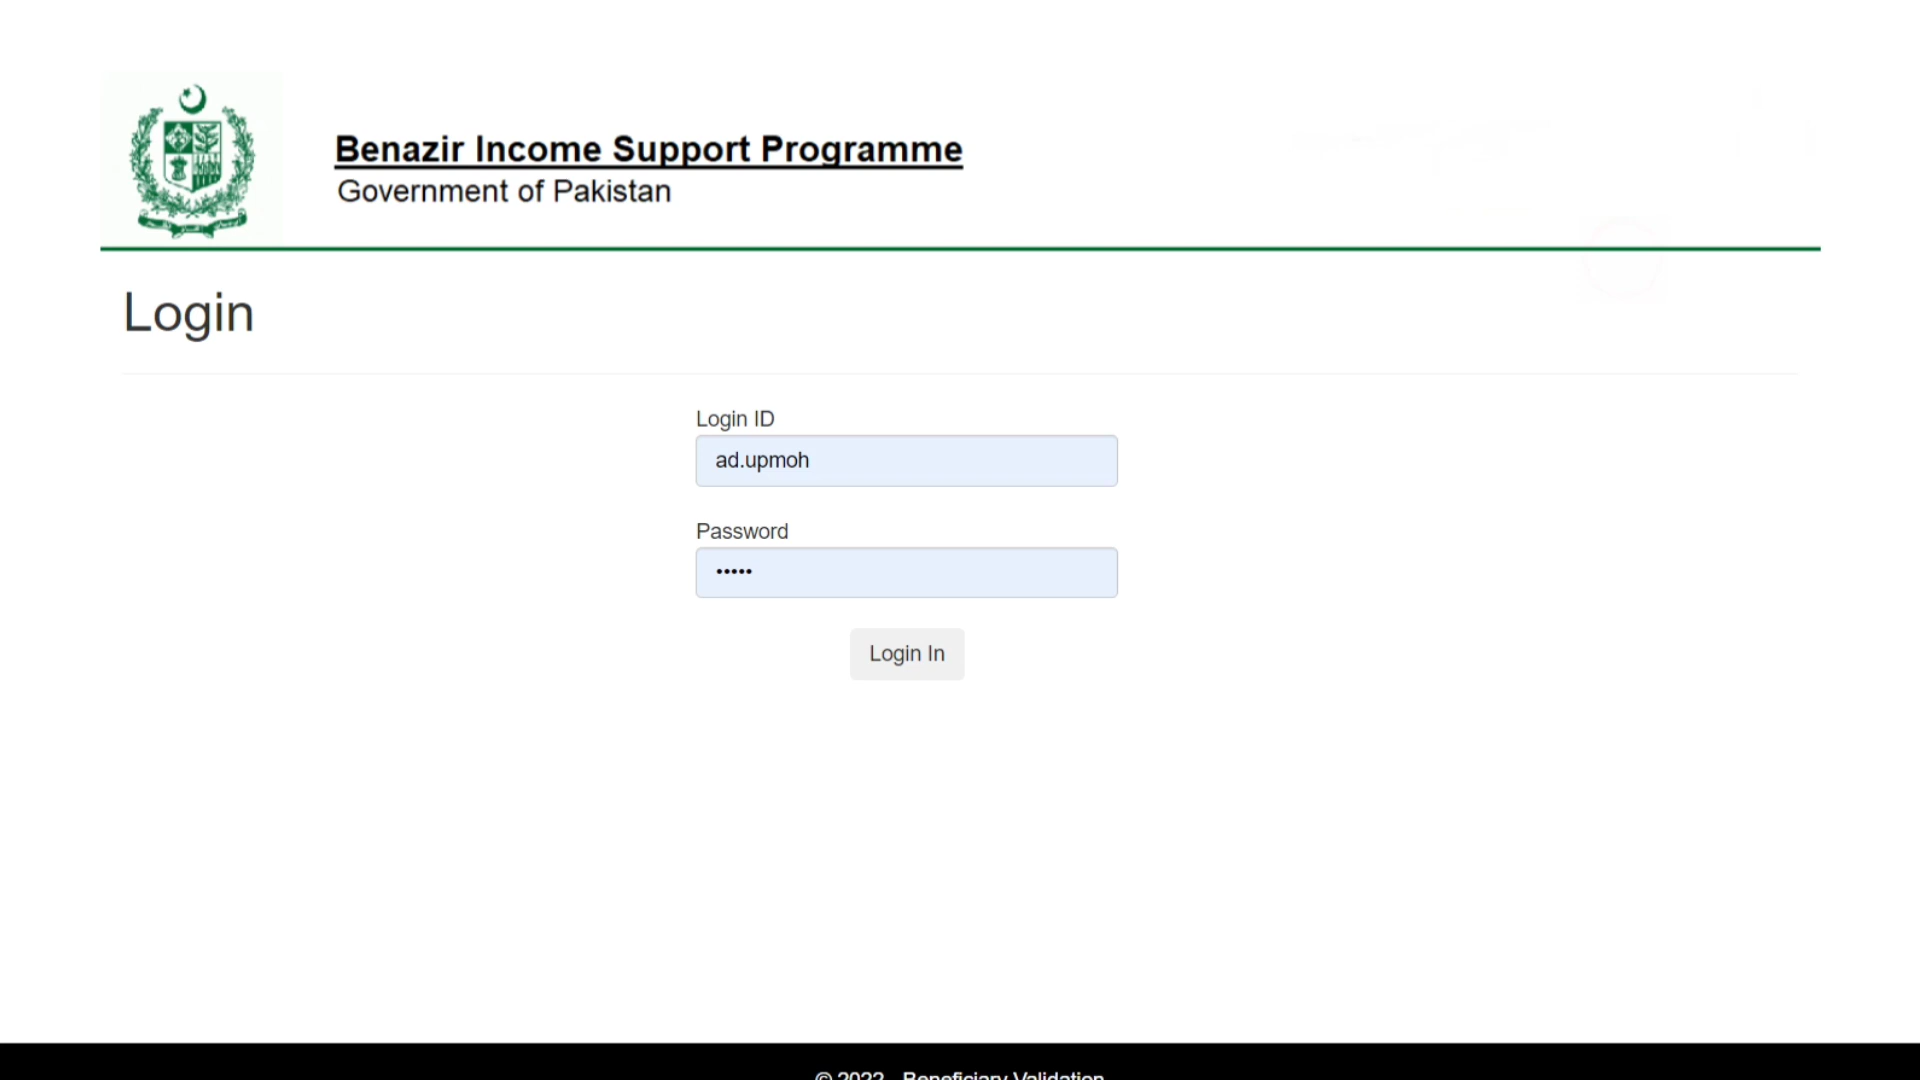 Benazir Income Support Programme
Government of Pakistan
Login
Login ID
ad.upmoh
Password
•••••
Login In
© 2022 - Beneficiary Validation